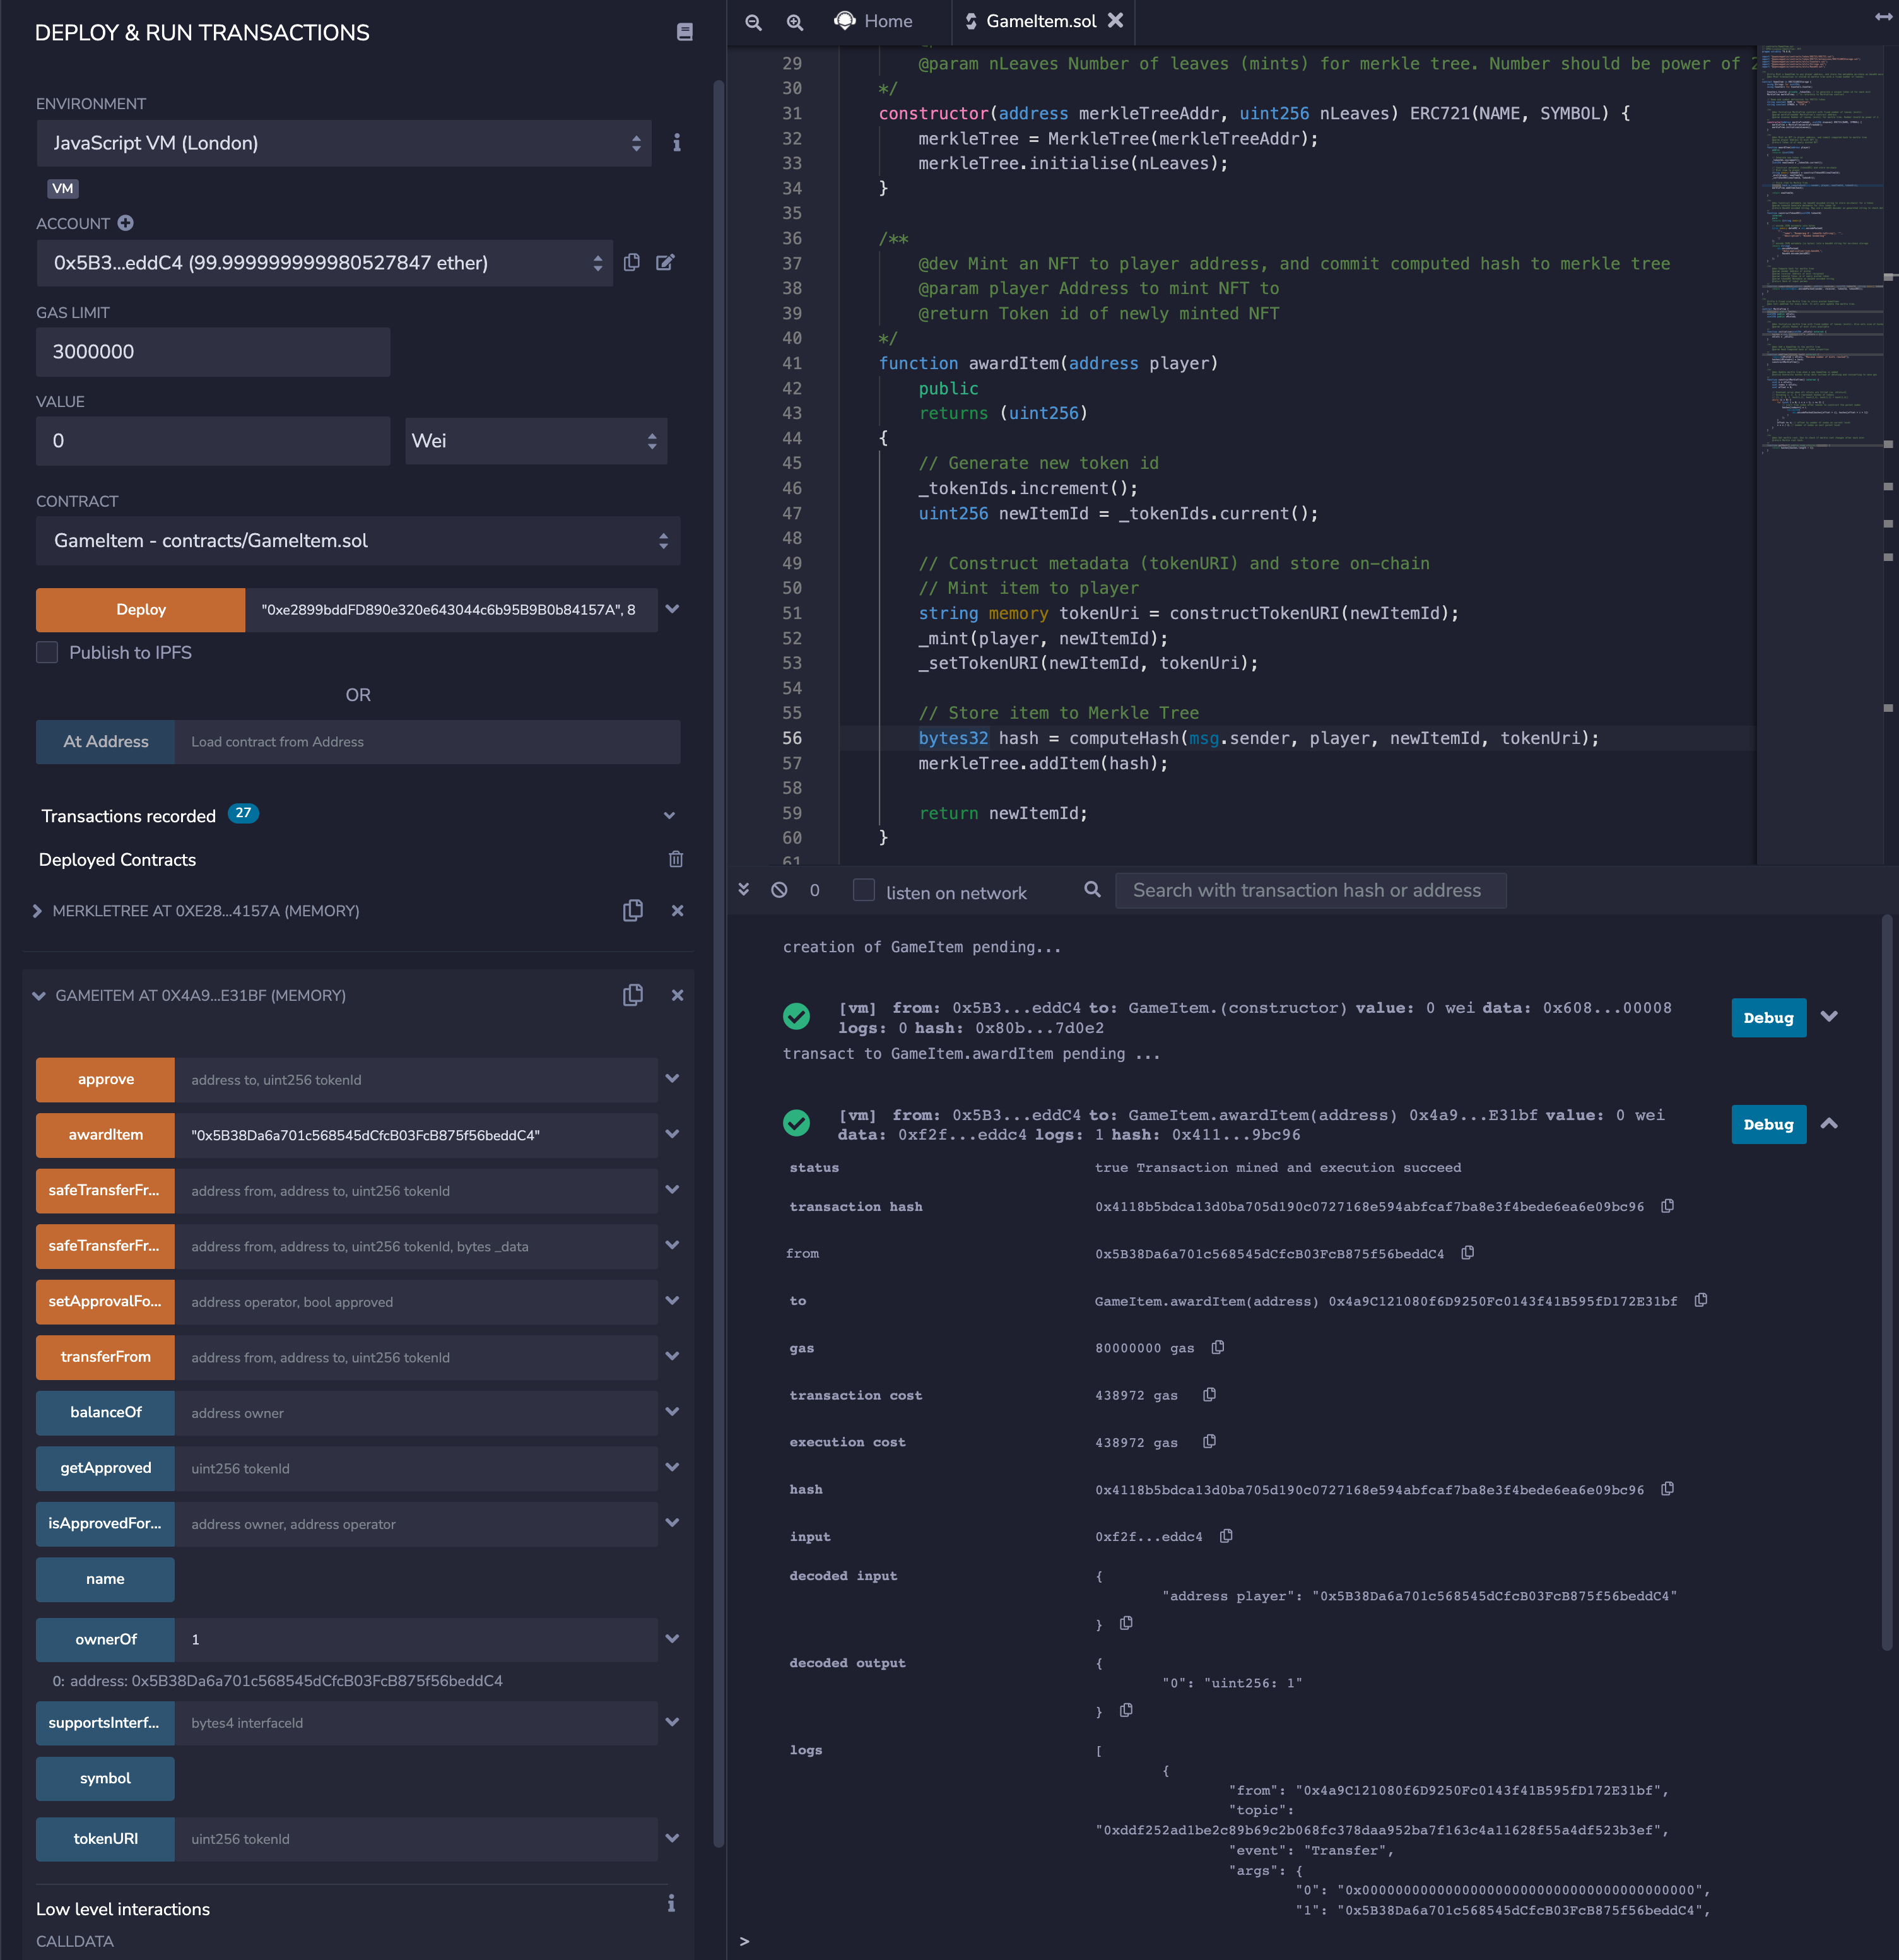 DEPLOY & RUN TRANSACTIONS
ENVIRONMENT
JavaScript VM (London)
VM
ACCOUNT
0x5B3...eddC4 (99.999999999980527847 ether)
GAS LIMIT
3000000
VALUE
0
Wei
CONTRACT
GameItem - contracts/GameItem.sol
Deploy
"0xe2899bddFD890e320e643044c6b95B9B0b84157A", 8
Publish to IPFS
OR
At Address
Load contract from Address
Transactions recorded 27
Deployed Contracts
MERKLETREE AT 0XE28...4157A (MEMORY)
GAMEITEM AT 0X4A9...E31BF (MEMORY)
approve
address to, uint256 tokenId
awardItem
"0x5B38Da6a701c568545dCfcB03FcB875f56beddC4"
safeTransferFr...
address from, address to, uint256 tokenId
safeTransferFr...
address from, address to, uint256 tokenId, bytes _data
setApprovalFo...
address operator, bool approved
transferFrom
address from, address to, uint256 tokenId
balanceOf
address owner
getApproved
uint256 tokenId
isApprovedFor...
address owner, address operator
name
ownerOf
1
0: address: 0x5B38Da6a701c568545dCfcB03FcB875f56beddC4
supportsInterf...
bytes4 interfaceId
symbol
tokenURI
uint256 tokenId
Low level interactions
CALLDATA
Home
GameItem.sol
29 @param nLeaves Number of leaves (mints) for merkle tree. Number should be power of 2
30 */
31 constructor(address merkleTreeAddr, uint256 nLeaves) ERC721(NAME, SYMBOL) {
32 merkleTree = MerkleTree(merkleTreeAddr);
33 merkleTree.initialise(nLeaves);
34 }
35
36 /**
37 @dev Mint an NFT to player address, and commit computed hash to merkle tree
38 @param player Address to mint NFT to
39 @return Token id of newly minted NFT
40 */
41 function awardItem(address player)
42 public
43 returns (uint256)
44 {
45 // Generate new token id
46 _tokenIds.increment();
47 uint256 newItemId = _tokenIds.current();
48
49 // Construct metadata (tokenURI) and store on-chain
50 // Mint item to player
51 string memory tokenUri = constructTokenURI(newItemId);
52 _mint(player, newItemId);
53 _setTokenURI(newItemId, tokenUri);
54
55 // Store item to Merkle Tree
56 bytes32 hash = computeHash(msg.sender, player, newItemId, tokenUri);
57 merkleTree.addItem(hash);
58
59 return newItemId;
60 }
61
0
listen on network
Search with transaction hash or address
creation of GameItem pending...
[vm] from: 0x5B3...eddC4 to: GameItem.(constructor) value: 0 wei data: 0x608...00008
logs: 0 hash: 0x80b...7d0e2
Debug
transact to GameItem.awardItem pending ...
[vm] from: 0x5B3...eddC4 to: GameItem.awardItem(address) 0x4a9...E31bf value: 0 wei
data: 0xf2f...eddc4 logs: 1 hash: 0x411...9bc96
Debug
status true Transaction mined and execution succeed
transaction hash 0x4118b5bdca13d0ba705d190c0727168e594abfcaf7ba8e3f4bede6ea6e09bc96
from 0x5B38Da6a701c568545dCfcB03FcB875f56beddC4
to GameItem.awardItem(address) 0x4a9C121080f6D9250Fc0143f41B595fD172E31bf
gas 80000000 gas
transaction cost 438972 gas
execution cost 438972 gas
hash 0x4118b5bdca13d0ba705d190c0727168e594abfcaf7ba8e3f4bede6ea6e09bc96
input 0xf2f...eddc4
decoded input {
"address player": "0x5B38Da6a701c568545dCfcB03FcB875f56beddC4"
}
decoded output {
"0": "uint256: 1"
}
logs [
{
"from": "0x4a9C121080f6D9250Fc0143f41B595fD172E31bf",
"topic":
"0xddf252ad1be2c89b69c2b068fc378daa952ba7f163c4a11628f55a4df523b3ef",
"event": "Transfer",
"args": {
"0": "0x0000000000000000000000000000000000000000",
"1": "0x5B38Da6a701c568545dCfcB03FcB875f56beddC4",
>